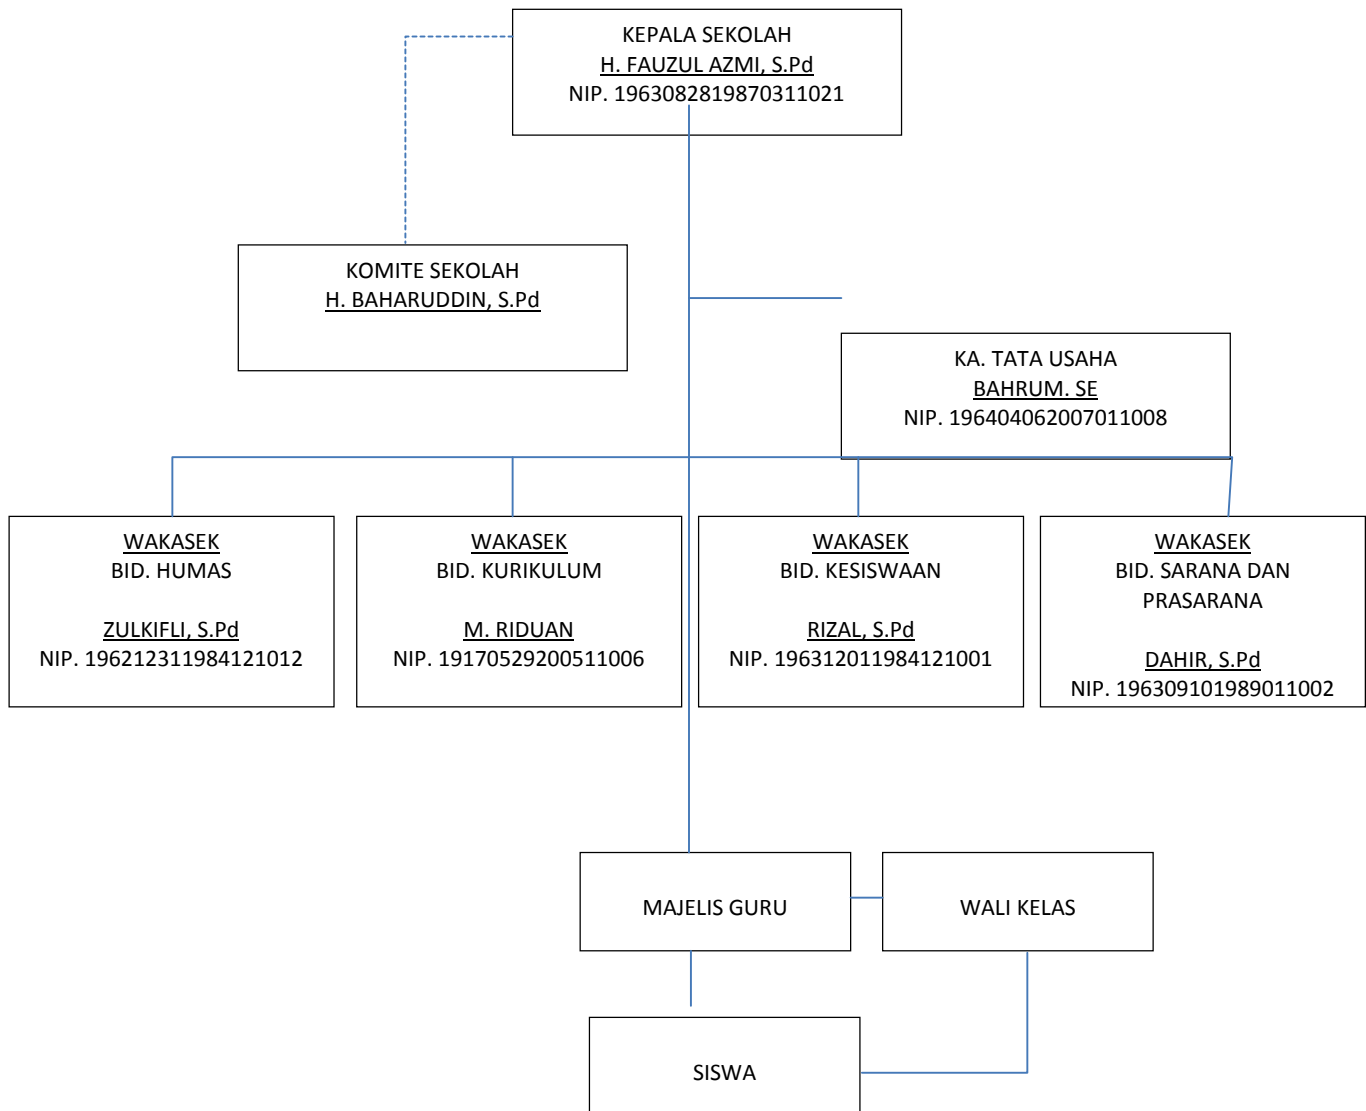 KEPALA SEKOLAH
H. FAUZUL AZMI, S.Pd
NIP. 1963082819870311021
KOMITE SEKOLAH
H. BAHARUDDIN, S.Pd
KA. TATA USAHA
BAHRUM. SE
NIP. 196404062007011008
WAKASEK
BID. HUMAS
ZULKIFLI, S.Pd
NIP. 196212311984121012
WAKASEK
BID. KURIKULUM
M. RIDUAN
NIP. 19170529200511006
WAKASEK
BID. KESISWAAN
RIZAL, S.Pd
NIP. 196312011984121001
WAKASEK
BID. SARANA DAN
PRASARANA
DAHIR, S.Pd
NIP. 196309101989011002
MAJELIS GURU
WALI KELAS
SISWA